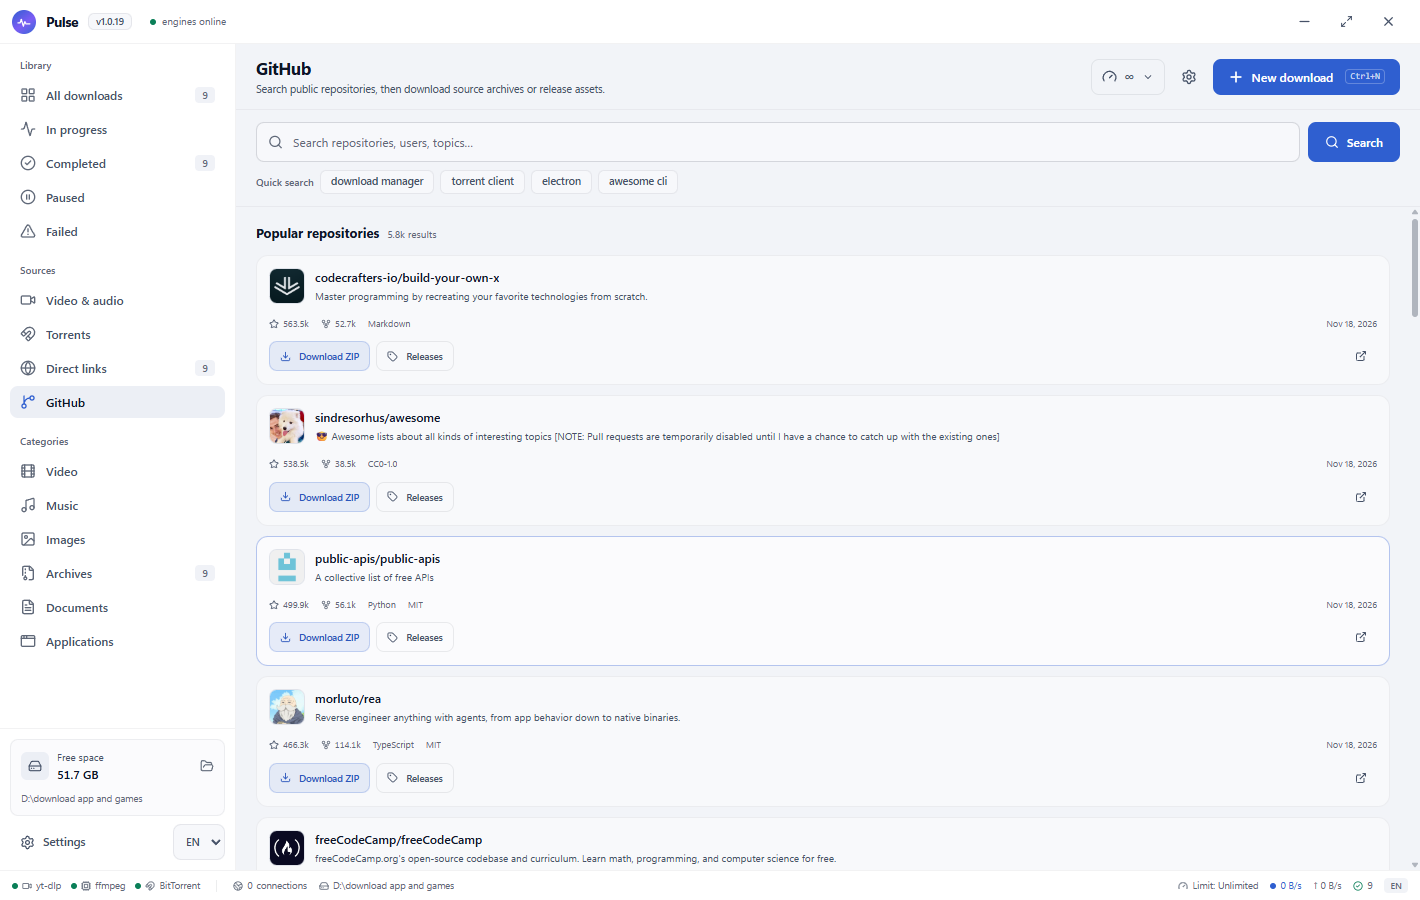 Pulse v1.0.19 engines online
Library
All downloads 9
In progress
Completed 9
Paused
Failed
Sources
Video & audio
Torrents
Direct links 9
GitHub
Categories
Video
Music
Images
Archives 9
Documents
Applications
Free space
51.7 GB
D:\download app and games
Settings EN
GitHub
Search public repositories, then download source archives or release assets.
∞
New download Ctrl+N
Search repositories, users, topics...
Search
Quick search download manager torrent client electron awesome cli
Popular repositories 5.8k results
codecrafters-io/build-your-own-x
Master programming by recreating your favorite technologies from scratch.
563.5k 52.7k Markdown Nov 18, 2026
Download ZIP Releases
sindresorhus/awesome
😎 Awesome lists about all kinds of interesting topics [NOTE: Pull requests are temporarily disabled until I have a chance to catch up with the existing ones]
538.5k 38.5k CC0-1.0 Nov 18, 2026
Download ZIP Releases
public-apis/public-apis
A collective list of free APIs
499.9k 56.1k Python MIT Nov 18, 2026
Download ZIP Releases
morluto/rea
Reverse engineer anything with agents, from app behavior down to native binaries.
466.3k 114.1k TypeScript MIT Nov 18, 2026
Download ZIP Releases
freeCodeCamp/freeCodeCamp
freeCodeCamp.org's open-source codebase and curriculum. Learn math, programming, and computer science for free.
yt-dlp ffmpeg BitTorrent 0 connections D:\download app and games Limit: Unlimited 0 B/s ↑ 0 B/s 9 EN